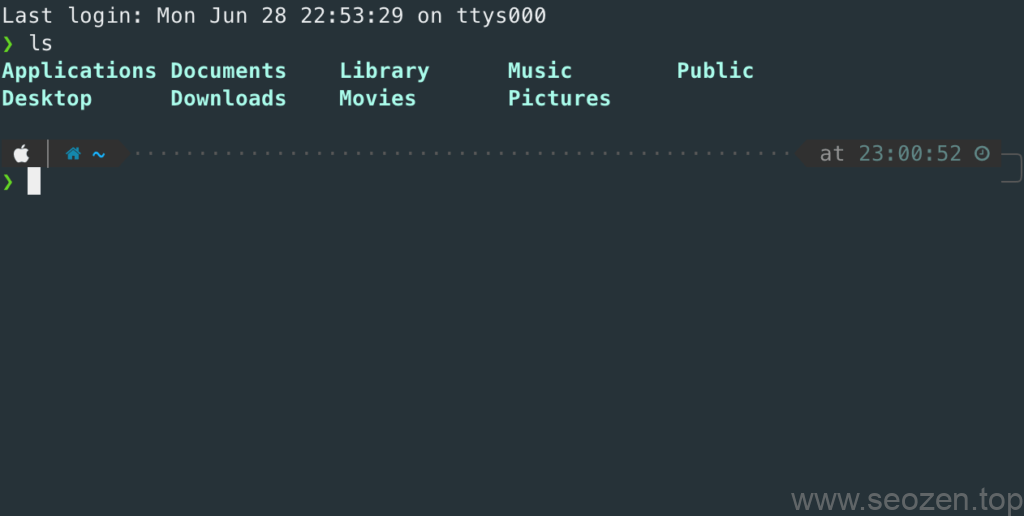 Last login: Mon Jun 28 22:53:29 on ttys000
❯ ls
Applications Documents Library Music Public
Desktop Downloads Movies Pictures
~ at 23:00:52
❯
www.seozen.top